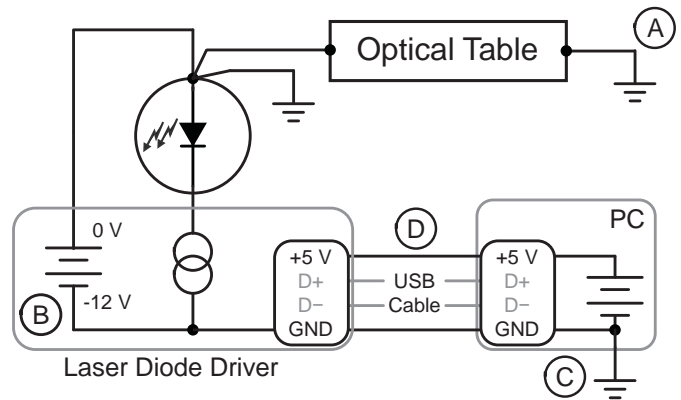 A
Optical Table
PC
0 V
D
+5 V
+5 V
D+
USB
D+
-12 V
D−
Cable
D−
B
GND
GND
Laser Diode Driver
C